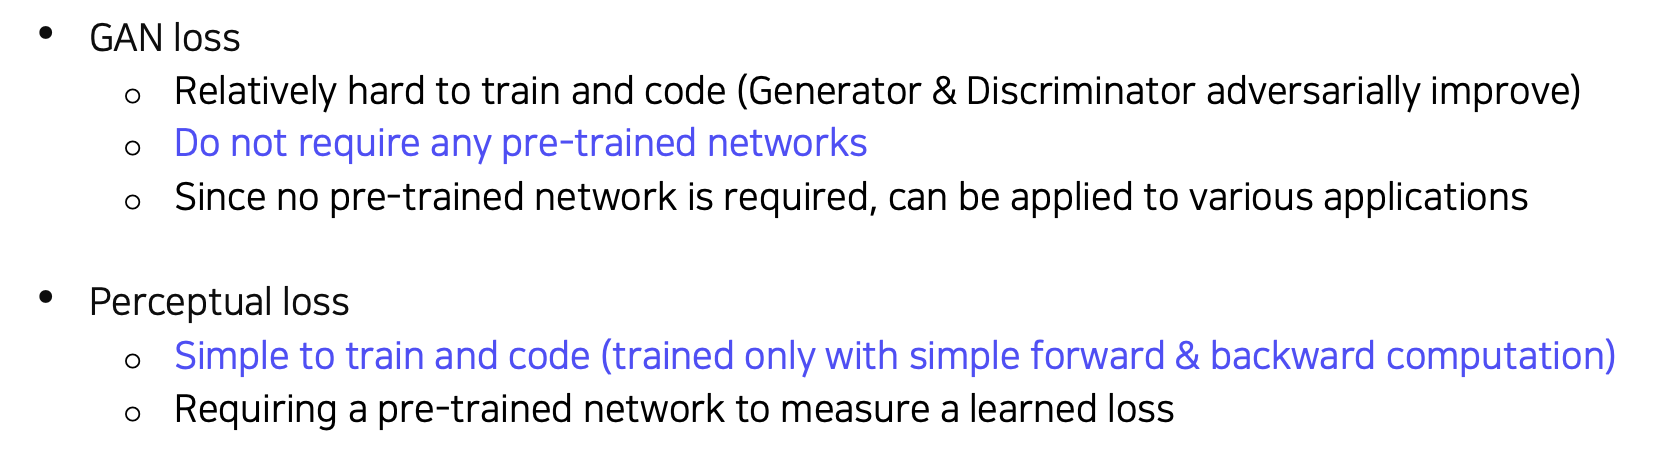 • GAN loss
○ Relatively hard to train and code (Generator & Discriminator adversarially improve)
○ Do not require any pre-trained networks
○ Since no pre-trained network is required, can be applied to various applications
• Perceptual loss
○ Simple to train and code (trained only with simple forward & backward computation)
○ Requiring a pre-trained network to measure a learned loss